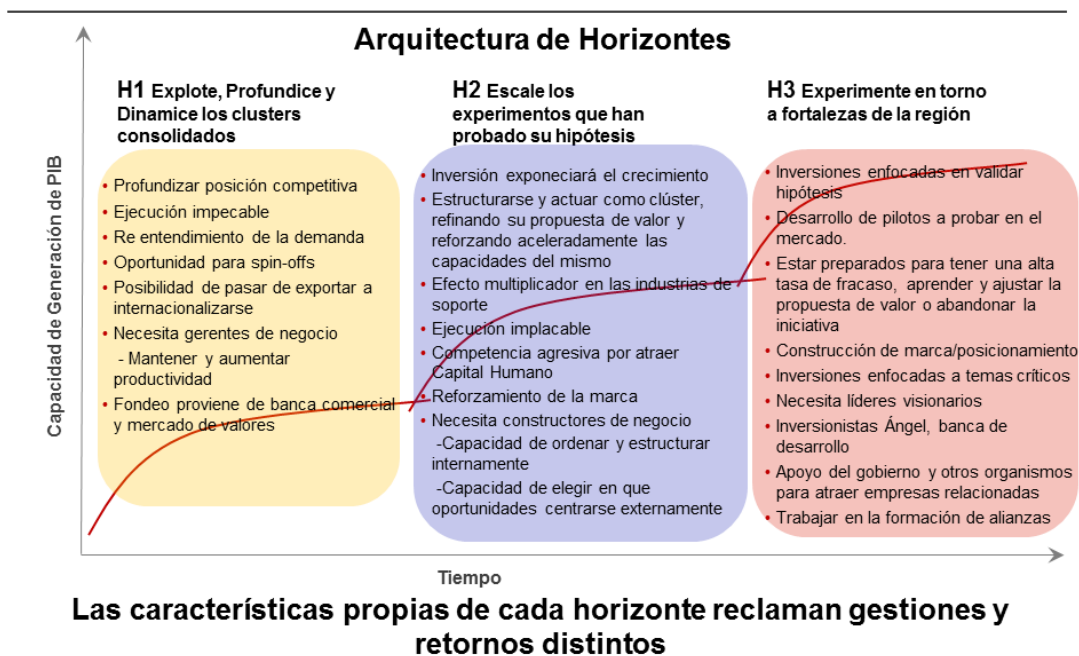 Arquitectura de Horizontes
Capacidad de Generación de PIB
H1 Explote, Profundice y
Dinamice los clusters
consolidados
• Profundizar posición competitiva
• Ejecución impecable
• Re entendimiento de la demanda
• Oportunidad para spin-offs
• Posibilidad de pasar de exportar a
internacionalizarse
• Necesita gerentes de negocio
- Mantener y aumentar
productividad
• Fondeo proviene de banca comercial
y mercado de valores
H2 Escale los
experimentos que han
probado su hipótesis
• Inversión exponeciará el crecimiento
• Estructurarse y actuar como clúster,
refinando su propuesta de valor y
reforzando aceleradamente las
capacidades del mismo
• Efecto multiplicador en las industrias de
soporte
• Ejecución implacable
• Competencia agresiva por atraer
Capital Humano
• Reforzamiento de la marca
• Necesita constructores de negocio
-Capacidad de ordenar y estructurar
internamente
-Capacidad de elegir en que
oportunidades centrarse externamente
H3 Experimente en torno
a fortalezas de la región
• Inversiones enfocadas en validar
hipótesis
• Desarrollo de pilotos a probar en el
mercado.
• Estar preparados para tener una alta
tasa de fracaso, aprender y ajustar la
propuesta de valor o abandonar la
iniciativa
• Construcción de marca/posicionamiento
• Inversiones enfocadas a temas críticos
• Necesita líderes visionarios
• Inversionistas Ángel, banca de
desarrollo
• Apoyo del gobierno y otros organismos
para atraer empresas relacionadas
• Trabajar en la formación de alianzas
Tiempo
Las características propias de cada horizonte reclaman gestiones y
retornos distintos